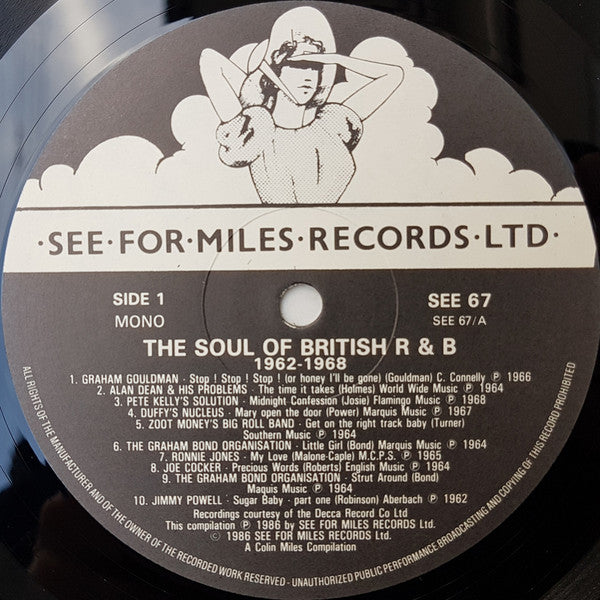 ·SEE·FOR·MILES·RECORDS·LTD·
SIDE 1
SEE 67
MONO
SEE 67/A
THE SOUL OF BRITISH R & B
1962-1968
1. GRAHAM GOULDMAN - Stop ! Stop ! Stop ! (or honey I'll be gone) (Gouldman) C. Connelly ℗ 1966
2. ALAN DEAN & HIS PROBLEMS - The time it takes (Holmes) World Wide Music ℗ 1964
3. PETE KELLY'S SOLUTION - Midnight Confession (Josie) Flamingo Music ℗ 1968
4. DUFFY'S NUCLEUS - Mary open the door (Power) Marquis Music ℗ 1967
5. ZOOT MONEY'S BIG ROLL BAND - Get on the right track baby (Turner)
Southern Music ℗ 1964
6. THE GRAHAM BOND ORGANISATION - Little Girl (Bond) Marquis Music ℗ 1964
7. RONNIE JONES - My Love (Malone-Caple) M.C.P.S. ℗ 1965
8. JOE COCKER - Precious Words (Roberts) English Music ℗ 1964
9. THE GRAHAM BOND ORGANISATION - Strut Around (Bond)
Maquis Music ℗ 1964
10. JIMMY POWELL - Sugar Baby - part one (Robinson) Aberbach ℗ 1962
Recordings courtesy of the Decca Record Co Ltd
This compilation ℗ 1986 by SEE FOR MILES RECORDS Ltd.
© 1986 SEE FOR MILES RECORDS Ltd.
A Colin Miles Compilation
ALL RIGHTS OF THE MANUFACTURER AND OF THE OWNER OF THE RECORDED WORK RESERVED - UNAUTHORIZED PUBLIC PERFORMANCE BROADCASTING AND COPYING OF THIS RECORD PROHIBITED